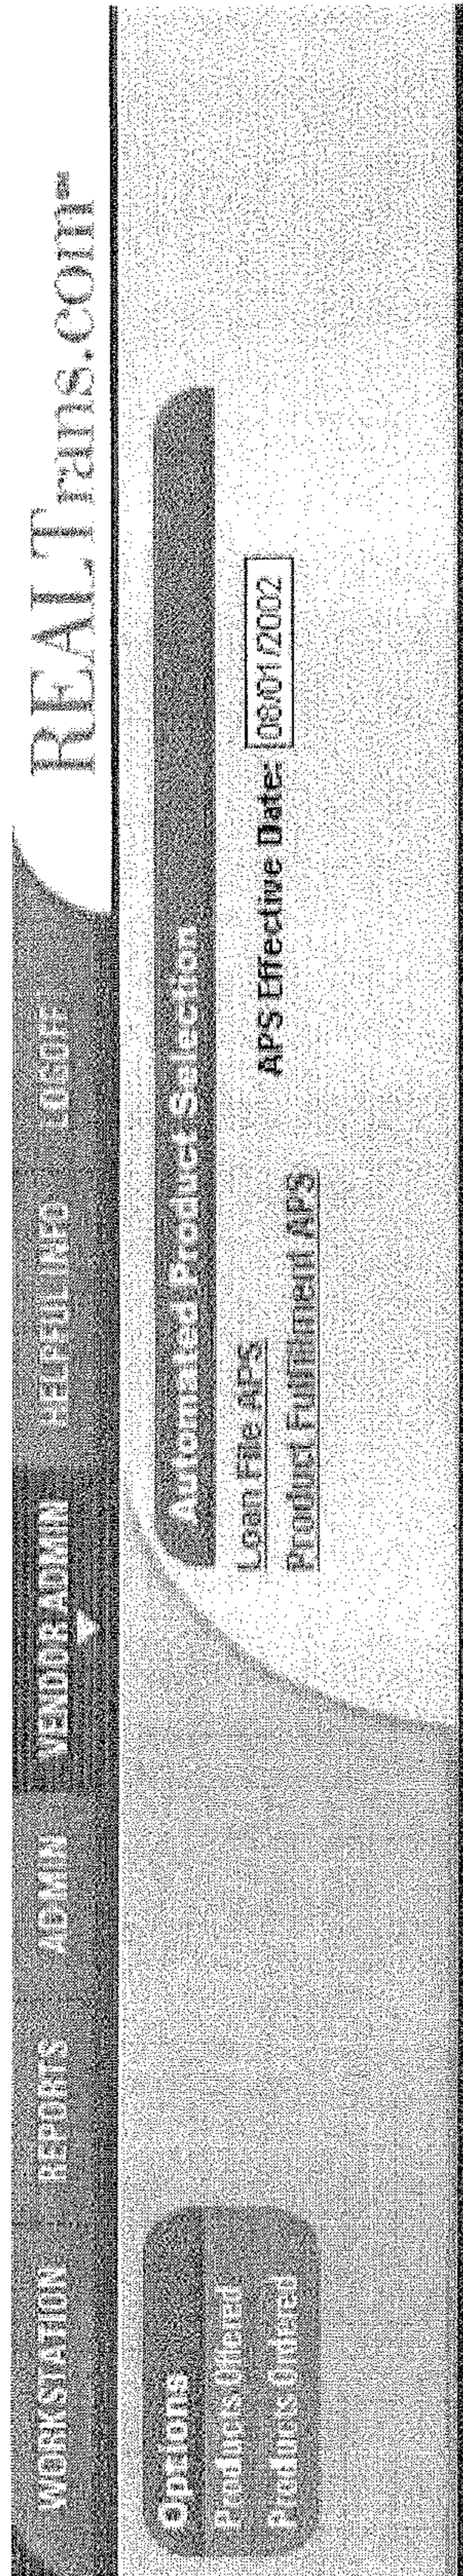 WORKSTATION REPORTS ADMIN VENDOR ADMIN HELPFUL INFO LOGOFF REALTrans.com℠
Options
Products Offered
Products Ordered
Automated Product Selection
Loan File APS
APS Effective Date: 08/01/2002
Product Fulfillment APS